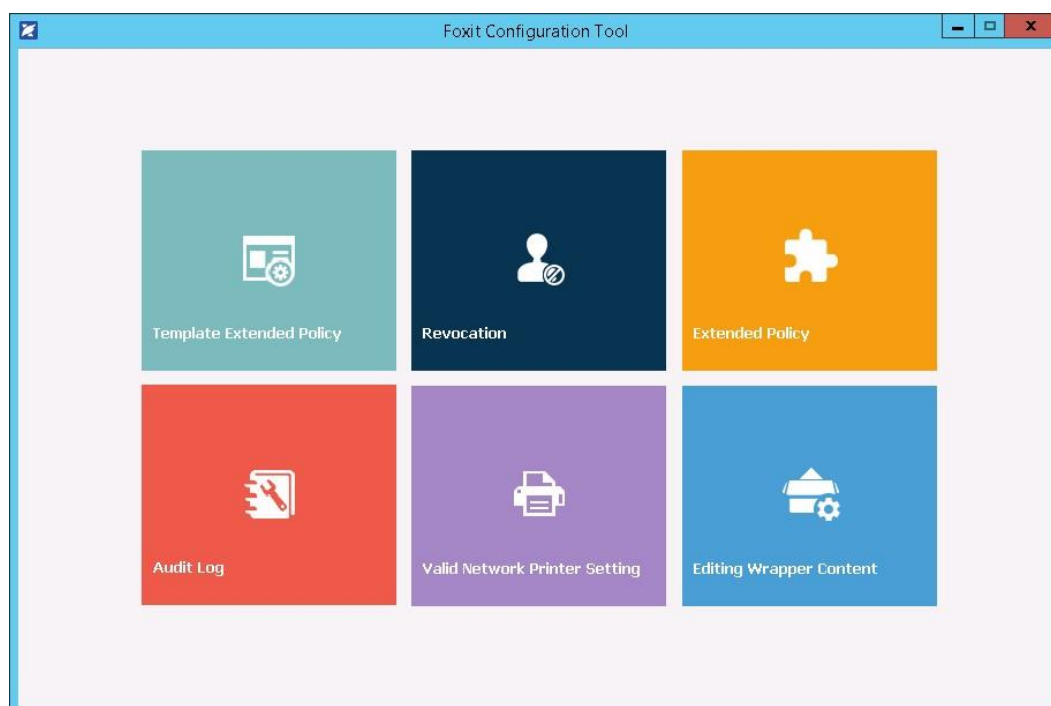 Foxit Configuration Tool
Template Extended Policy
Revocation
Extended Policy
Audit Log
Valid Network Printer Setting
Editing Wrapper Content